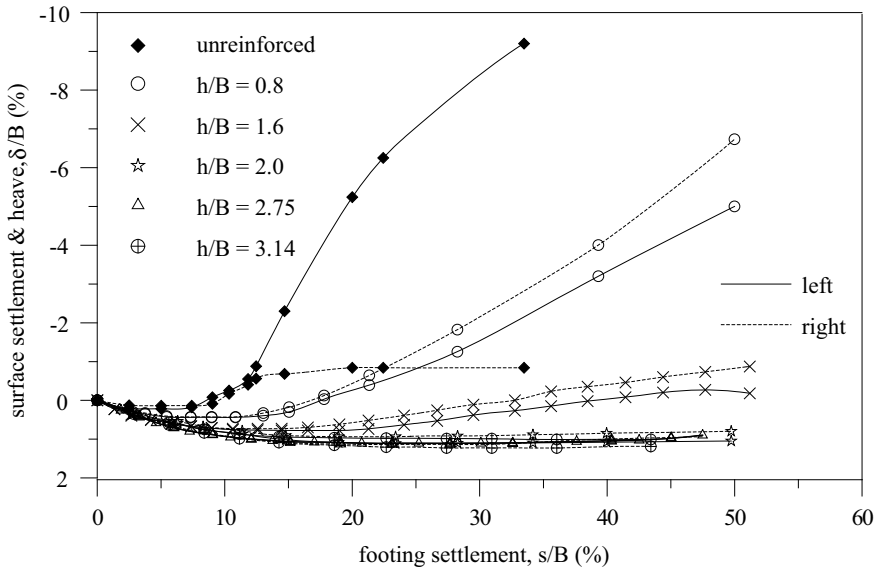 -10
-8
-6
-4
-2
0
2
surface settlement & heave,δ/B (%)
unreinforced
h/B = 0.8
h/B = 1.6
h/B = 2.0
h/B = 2.75
h/B = 3.14
left
right
0 10 20 30 40 50 60
footing settlement, s/B (%)